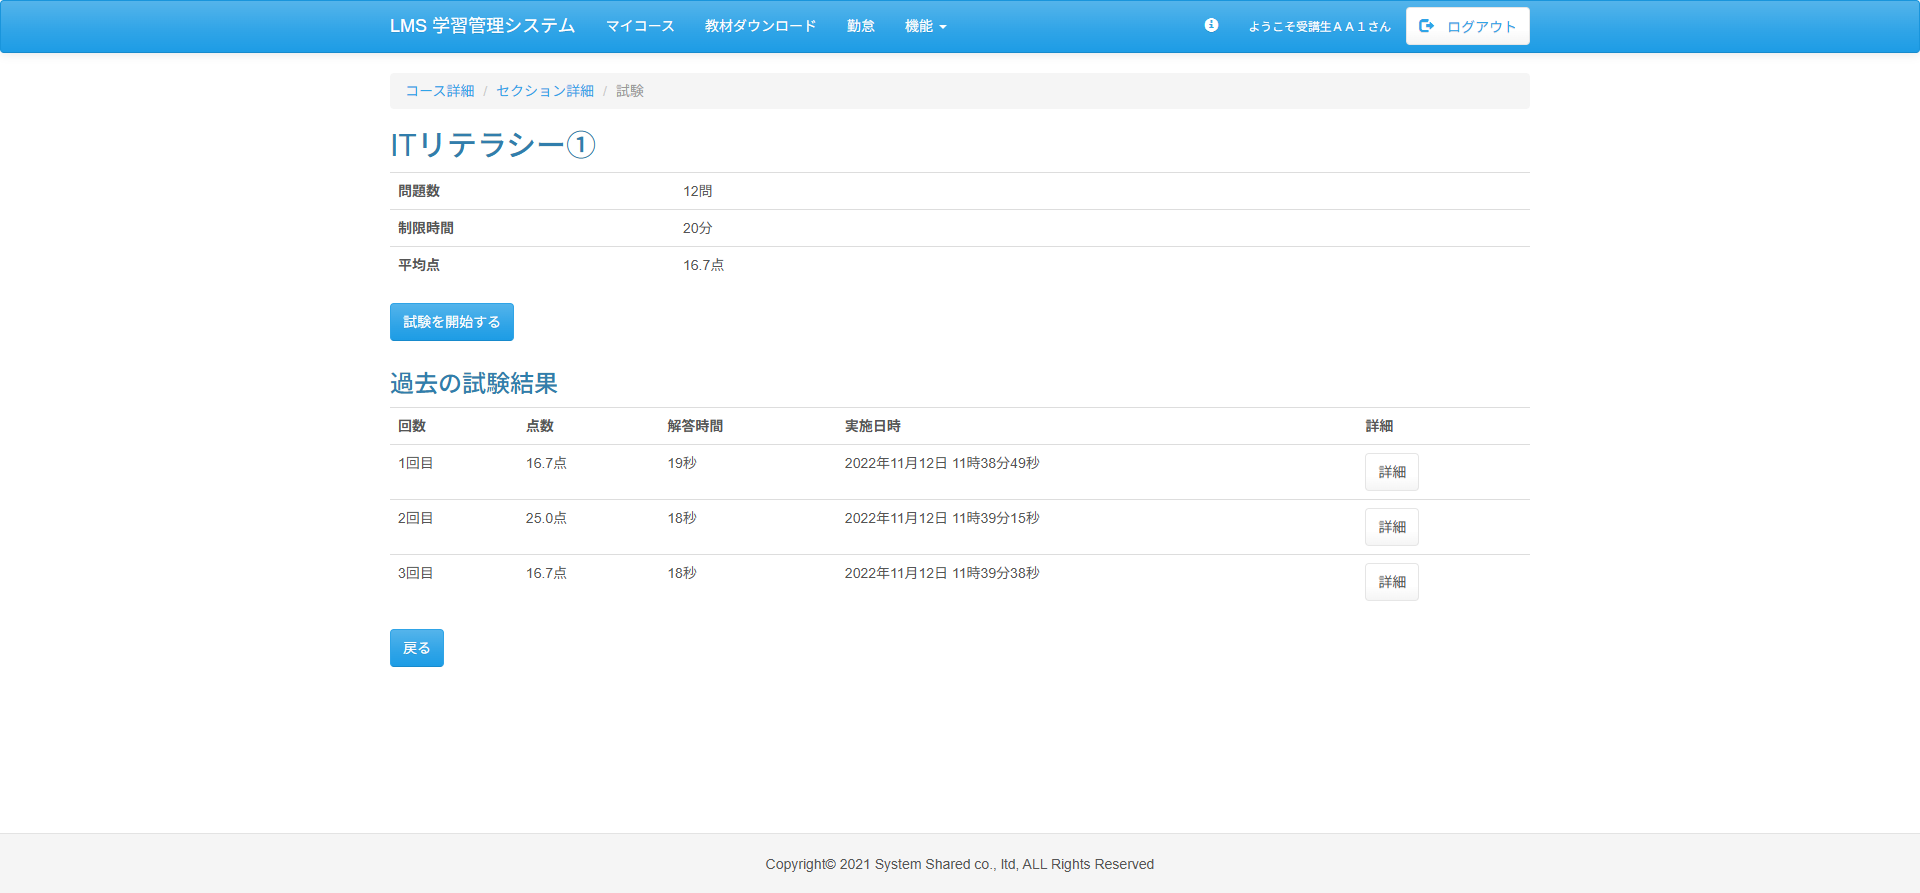 LMS 学習管理システム マイコース 教材ダウンロード 勤怠 機能 ようこそ受講生ＡＡ１さん ログアウト
コース詳細 / セクション詳細 / 試験
ITリテラシー①
問題数 12問
制限時間 20分
平均点 16.7点
試験を開始する
過去の試験結果
回数 点数 解答時間 実施日時 詳細
1回目 16.7点 19秒 2022年11月12日 11時38分49秒 詳細
2回目 25.0点 18秒 2022年11月12日 11時39分15秒 詳細
3回目 16.7点 18秒 2022年11月12日 11時39分38秒 詳細
戻る
Copyright© 2021 System Shared co., ltd, ALL Rights Reserved